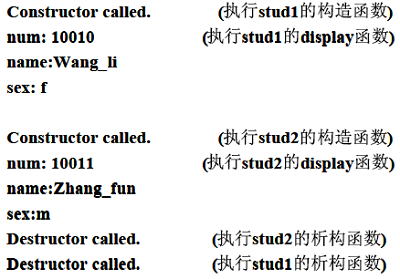 Constructor called. (执行stud1的构造函数)
num: 10010 (执行stud1的display函数)
name:Wang_li
sex: f
Constructor called. (执行stud2的构造函数)
num: 10011 (执行stud2的display函数)
name:Zhang_fun
sex:m
Destructor called. (执行stud2的析构函数)
Destructor called. (执行stud1的析构函数)